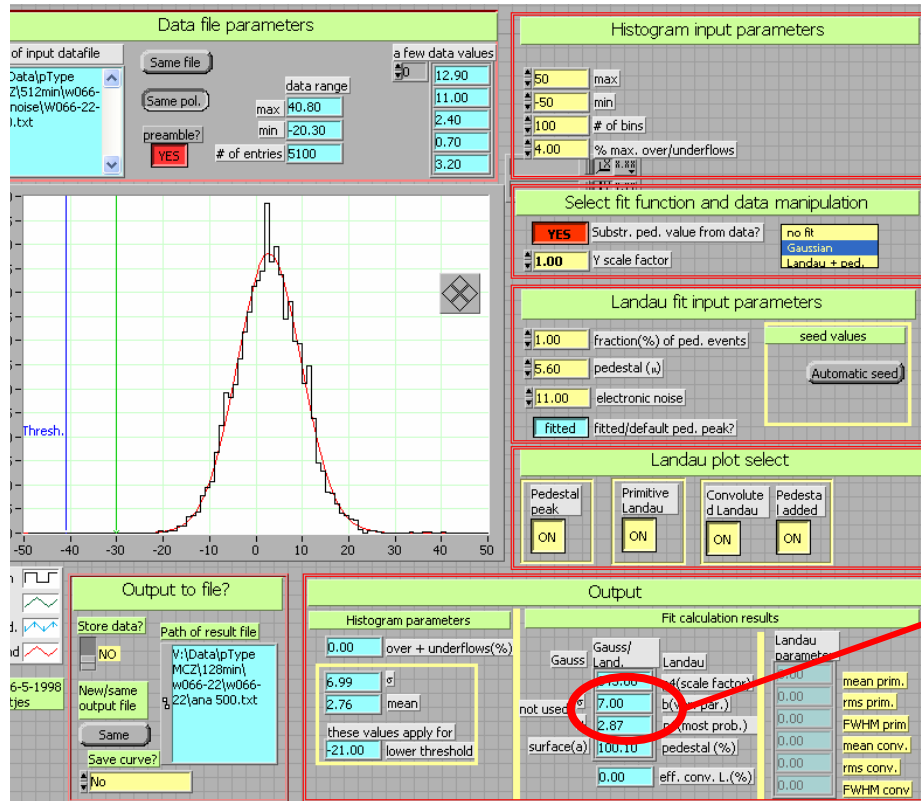 Data file parameters
of input datafile
Data\pType
Z\512min\w066-
noise\W066-22-
).txt
Same file
Same pol.
preamble?
YES
data range
max 40.80
min -20.30
# of entries 5100
a few data values
0
12.90
11.00
2.40
0.70
3.20
Histogram input parameters
50 max
-50 min
100 # of bins
4.00 % max. over/underflows
Select fit function and data manipulation
YES Substr. ped. value from data?
1.00 Y scale factor
no fit
Gaussian
Landau + ped.
Landau fit input parameters
1.00 fraction(%) of ped. events
5.60 pedestal (μ)
11.00 electronic noise
fitted fitted/default ped. peak?
seed values
Automatic seed
Landau plot select
Pedestal
peak
ON
Primitive
Landau
ON
Convolute
d Landau
ON
Pedesta
l added
ON
Thresh.
-50 -40 -30 -20 -10 0 10 20 30 40 50
6-5-1998
tjes
Output to file?
Store data?
NO
New/same
output file
Same
Save curve?
No
Path of result file
V:\Data\pType
MCZ\128min\
w066-22\w066-
22\ana 500.txt
Output
Histogram parameters
0.00 over + underflows(%)
6.99 σ
2.76 mean
these values apply for
-21.00 lower threshold
Fit calculation results
Gauss
Gauss/
Land.
Landau
(scale factor)
not used
σ 7.00 par.)
2.87 (most prob.)
surface(a) 100.10 pedestal (%)
0.00 eff. conv. L.(%)
Landau
parameter
0.00 mean prim.
0.00 rms prim.
0.00 FWHM prim
0.00 mean conv.
0.00 rms conv.
0.00 FWHM conv